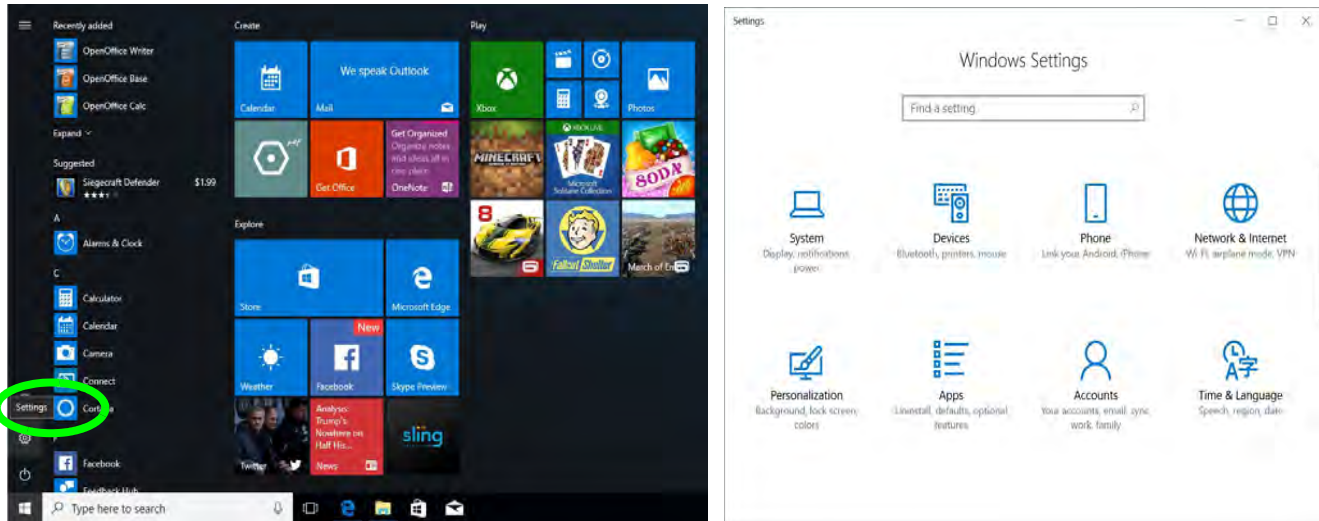 Recently added
OpenOffice Writer
OpenOffice Base
OpenOffice Calc
Expand
Suggested
Siegecraft Defender $1.99
A
Alarms & Clock
C
Calculator
Calendar
Camera
Connect
Settings
F
Facebook
Feedback Hub
Type here to search
Create
Calendar
We speak Outlook
Mail
Get Office
Get Organized
Organize notes
and ideas all in
one place
OneNote
Explore
Store
Microsoft Edge
Weather
New
Facebook
Skype Preview
Twitter
Analysis:
Trump's
Nowhere on
Half His...
News
sling
Play
Xbox
Photos
MINECRAFT
XBOX LIVE
Microsoft
Solitaire Collection
SODA
8
Fallout Shelter
March of Em
Settings
Windows Settings
Find a setting
System
Display, notifications,
power
Devices
Bluetooth, printers, mouse
Phone
Link your Android, iPhone
Network & Internet
Wi-Fi, airplane mode, VPN
Personalization
Background, lock screen,
colors
Apps
Uninstall, defaults, optional
features
Accounts
Your accounts, email, sync,
work, family
Time & Language
Speech, region, date